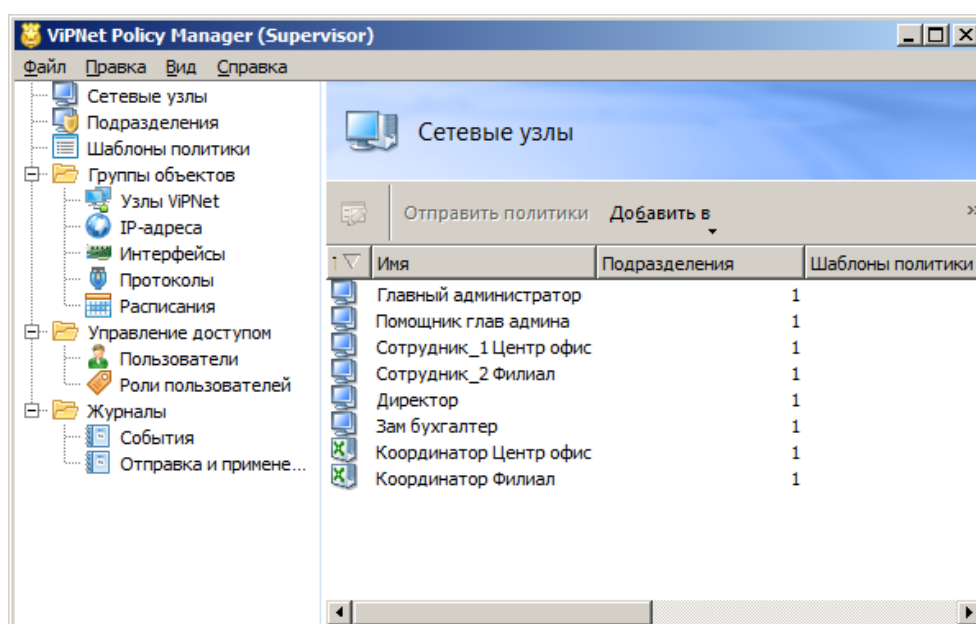 ViPNet Policy Manager (Supervisor)
Файл Правка Вид Справка
Сетевые узлы
Подразделения
Шаблоны политики
Группы объектов
Узлы ViPNet
IP-адреса
Интерфейсы
Протоколы
Расписания
Управление доступом
Пользователи
Роли пользователей
Журналы
События
Отправка и примене...
Сетевые узлы
Отправить политики Добавить в
Имя Подразделения Шаблоны политики
Главный администратор 1
Помощник глав админа 1
Сотрудник_1 Центр офис 1
Сотрудник_2 Филиал 1
Директор 1
Зам бухгалтер 1
Координатор Центр офис 1
Координатор Филиал 1